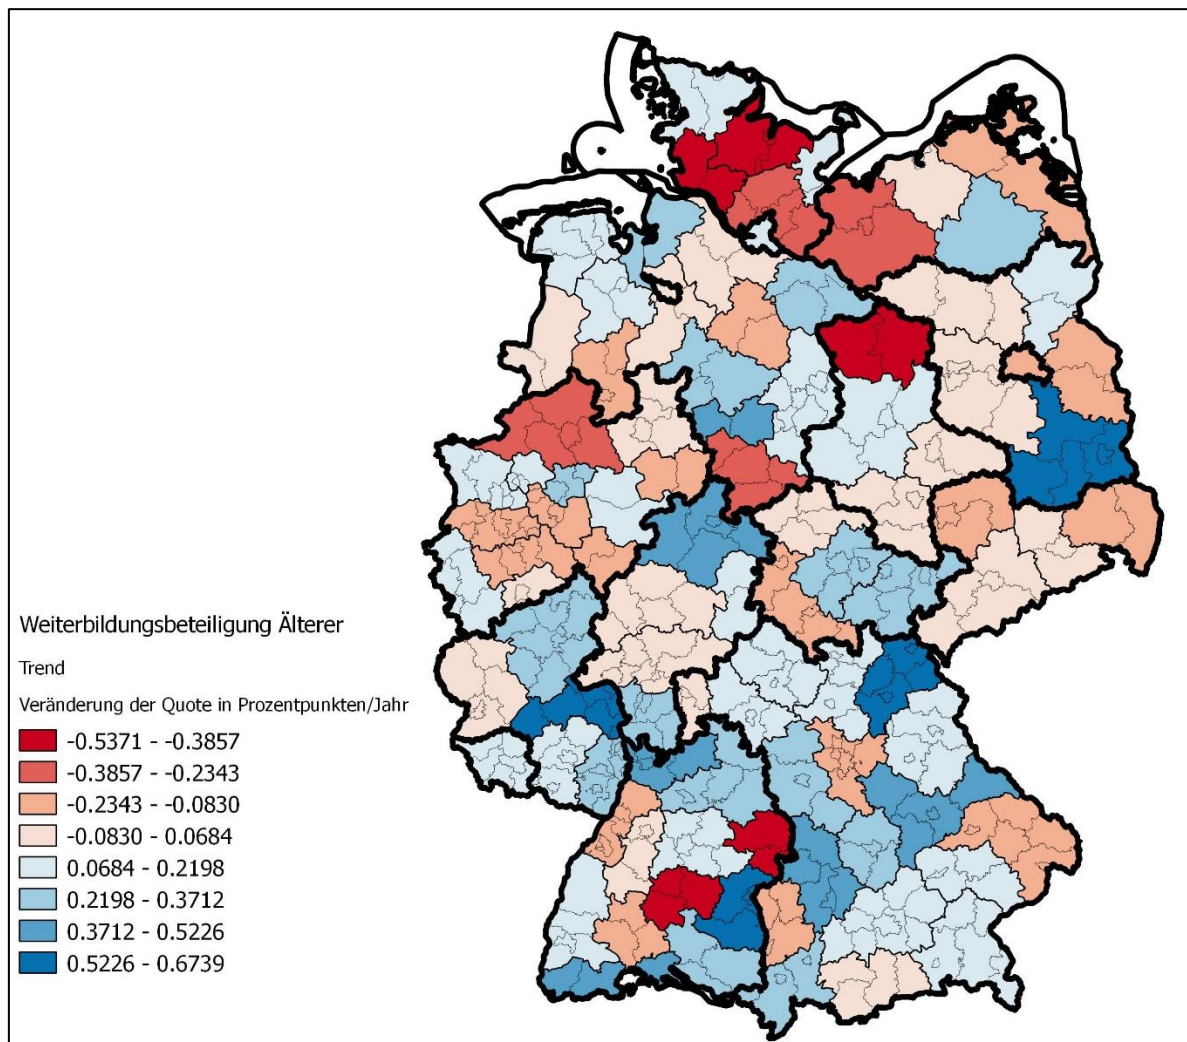 Weiterbildungsbeteiligung Älterer
Trend
Veränderung der Quote in Prozentpunkten/Jahr
-0.5371 - -0.3857
-0.3857 - -0.2343
-0.2343 - -0.0830
-0.0830 - 0.0684
0.0684 - 0.2198
0.2198 - 0.3712
0.3712 - 0.5226
0.5226 - 0.6739